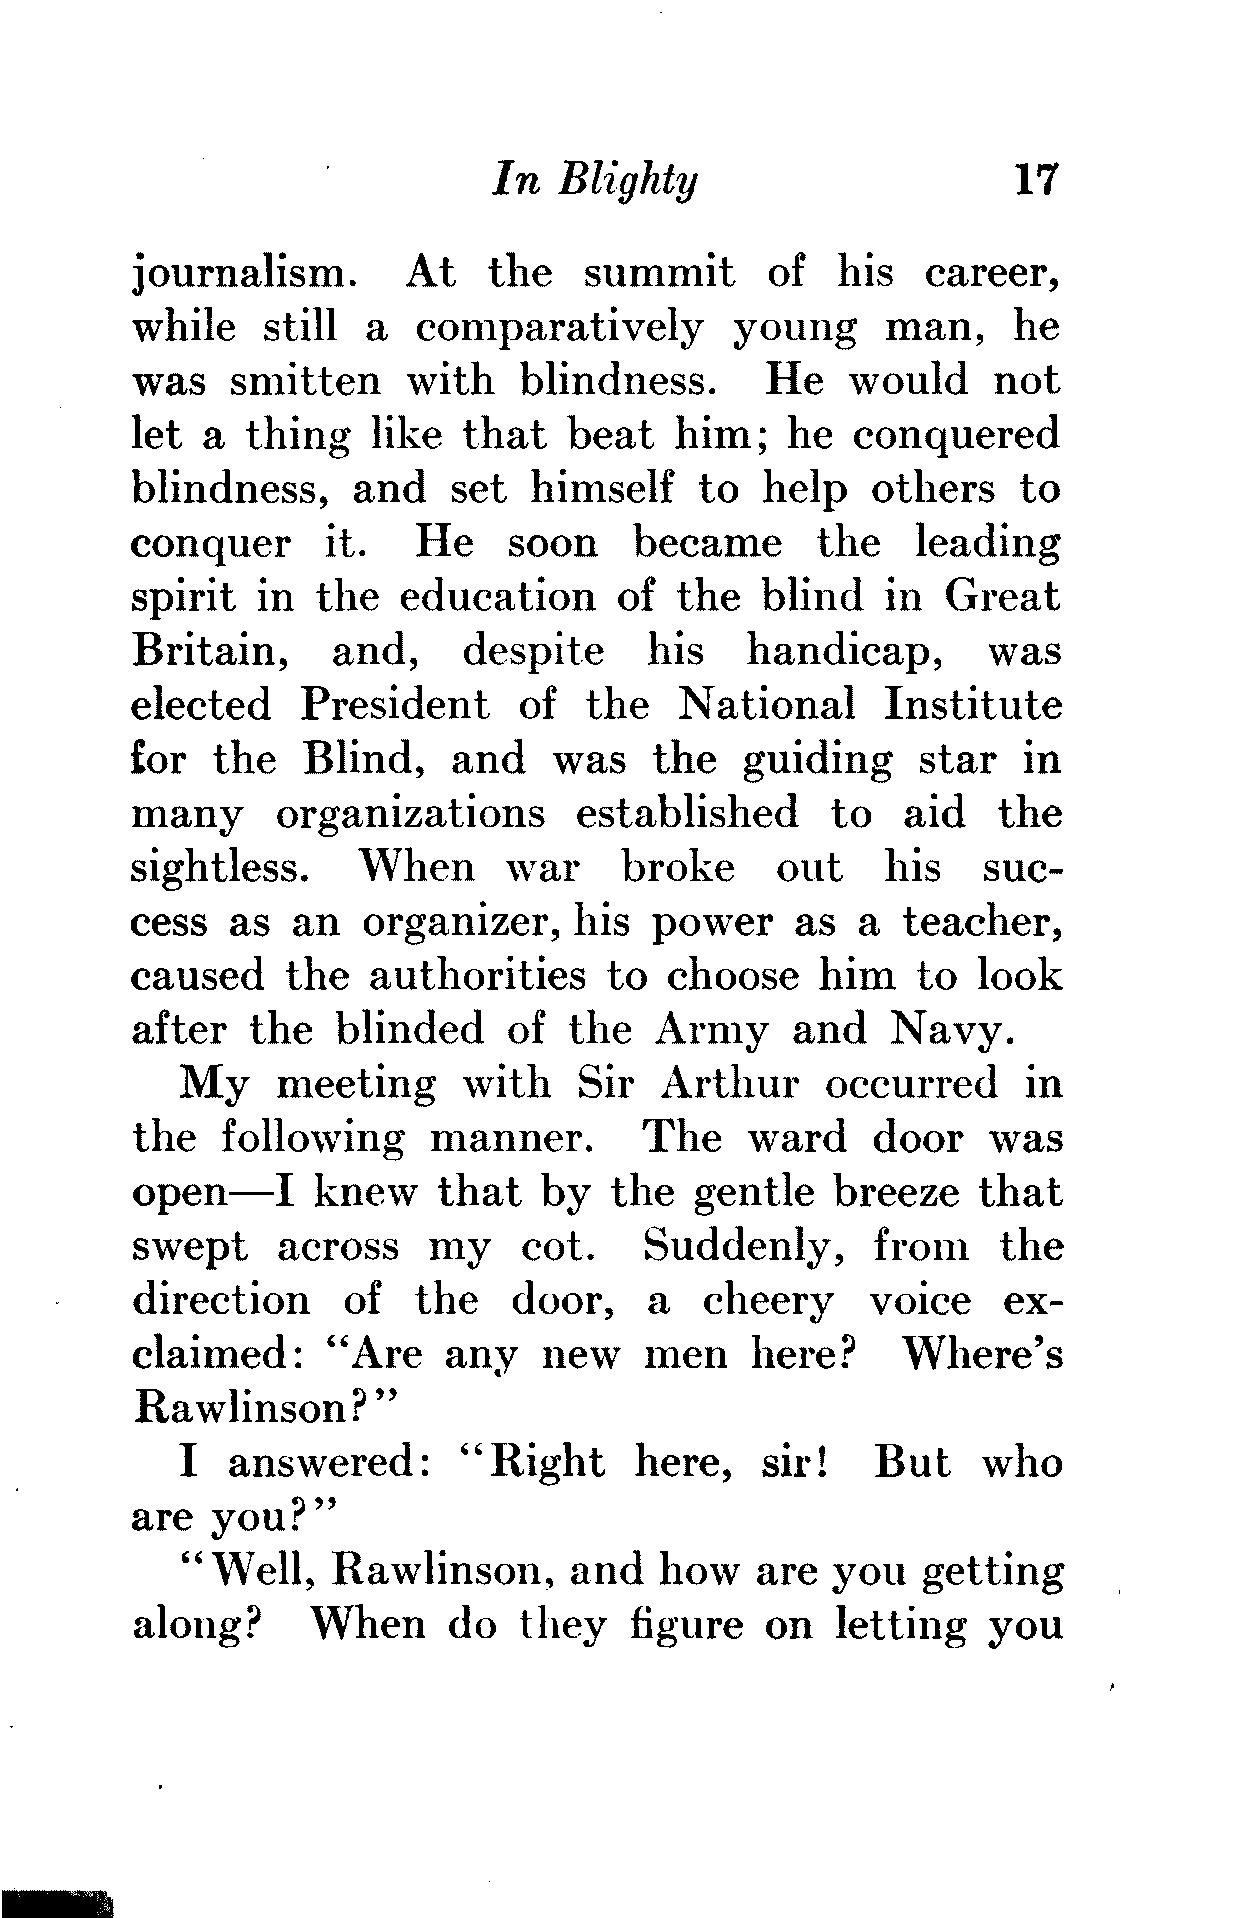 In Blighty 17
journalism. At the summit of his career,
while still a comparatively young man, he
was smitten with blindness. He would not
let a thing like that beat him; he conquered
blindness, and set himself to help others to
conquer it. He soon became the leading
spirit in the education of the blind in Great
Britain, and, despite his handicap, was
elected President of the National Institute
for the Blind, and was the guiding star in
many organizations established to aid the
sightless. When war broke out his suc-
cess as an organizer, his power as a teacher,
caused the authorities to choose him to look
after the blinded of the Army and Navy.
My meeting with Sir Arthur occurred in
the following manner. The ward door was
open—I knew that by the gentle breeze that
swept across my cot. Suddenly, from the
direction of the door, a cheery voice ex-
claimed: "Are any new men here? Where's
Rawlinson?"
I answered: "Right here, sir! But who
are you?"
"Well, Rawlinson, and how are you getting
along? When do they figure on letting you